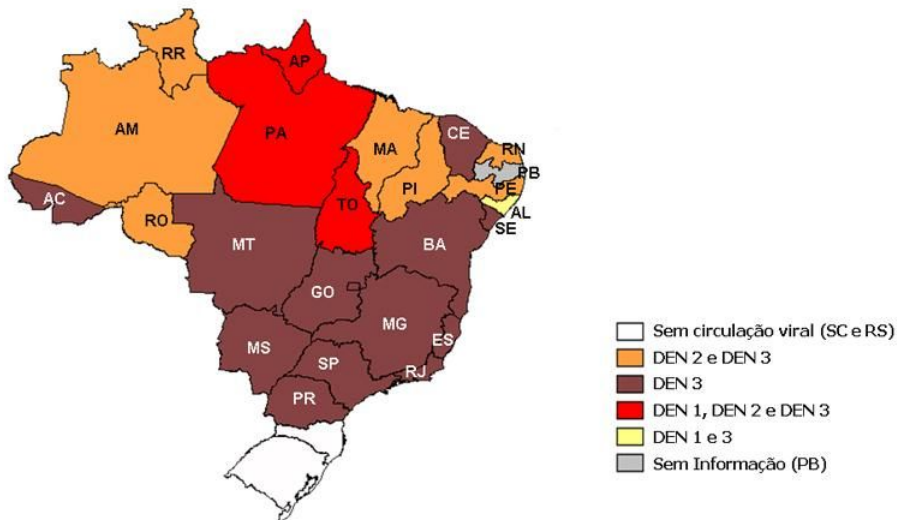 RR
AP
AM
PA
MA
CE
RN
PB
PI
PE
AC
TO
AL
RO
SE
MT
BA
GO
MG
MS
ES
SP
RJ
PR
Sem circulação viral (SC e RS)
DEN 2 e DEN 3
DEN 3
DEN 1, DEN 2 e DEN 3
DEN 1 e 3
Sem Informação (PB)